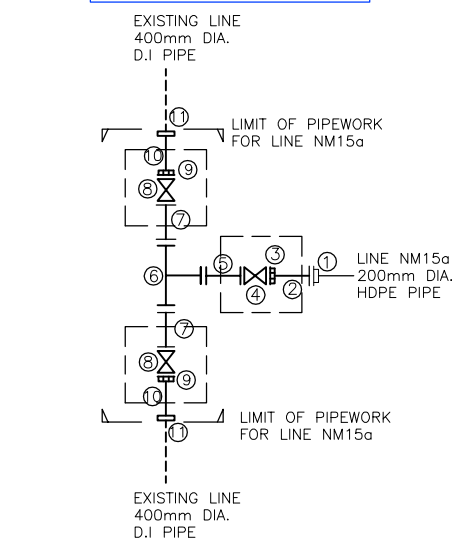 EXISTING LINE
400mm DIA.
D.I PIPE
11
LIMIT OF PIPEWORK
FOR LINE NM15a
10
9
8
7
5
3
1
LINE NM15a
200mm DIA.
HDPE PIPE
6
4
2
7
8
9
10
LIMIT OF PIPEWORK
FOR LINE NM15a
11
EXISTING LINE
400mm DIA.
D.I PIPE